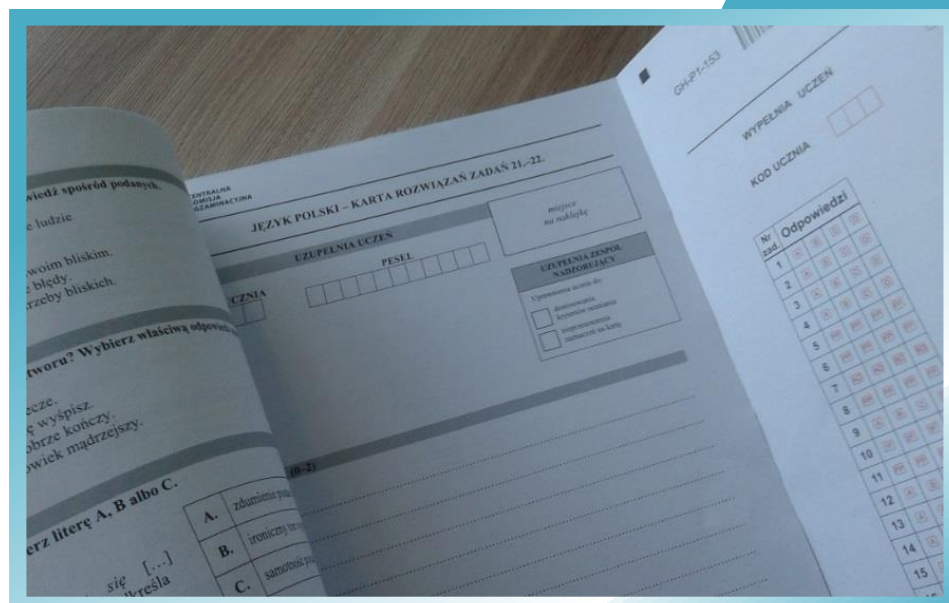 wiedź spośród podanych.
e ludzie
woim bliskim.
błędy.
rzeby bliskich.
tworu? Wybierz właściwą odpowiedź
ecze.
ę wyśpisz.
obrze kończy.
owiek mądrzejszy.
erz literę A, B albo C.
się [...]
kreśla
A. zdumienie
B. ironiczny
C. samotność
ENTRALNA
OMISJA
GZAMINACYJNA
JĘZYK POLSKI – KARTA ROZWIĄZAŃ ZADAŃ 21.–22.
UZUPEŁNIA UCZEŃ
CZNIA
PESEL
miejsce
na naklejkę
UZUPEŁNIA ZESPÓŁ
NADZORUJĄCY
Uprawnienia ucznia do:
dostosowania
kryteriów oceniania
nieprzenoszenia
zaznaczeń na kartę
(0–2)
GH-P1-153
WYPEŁNIA UCZEŃ
KOD UCZNIA
Nr
zad.
Odpowiedzi
1
2
3
4
5
6
7
8
9
10
11
12
13
14
15